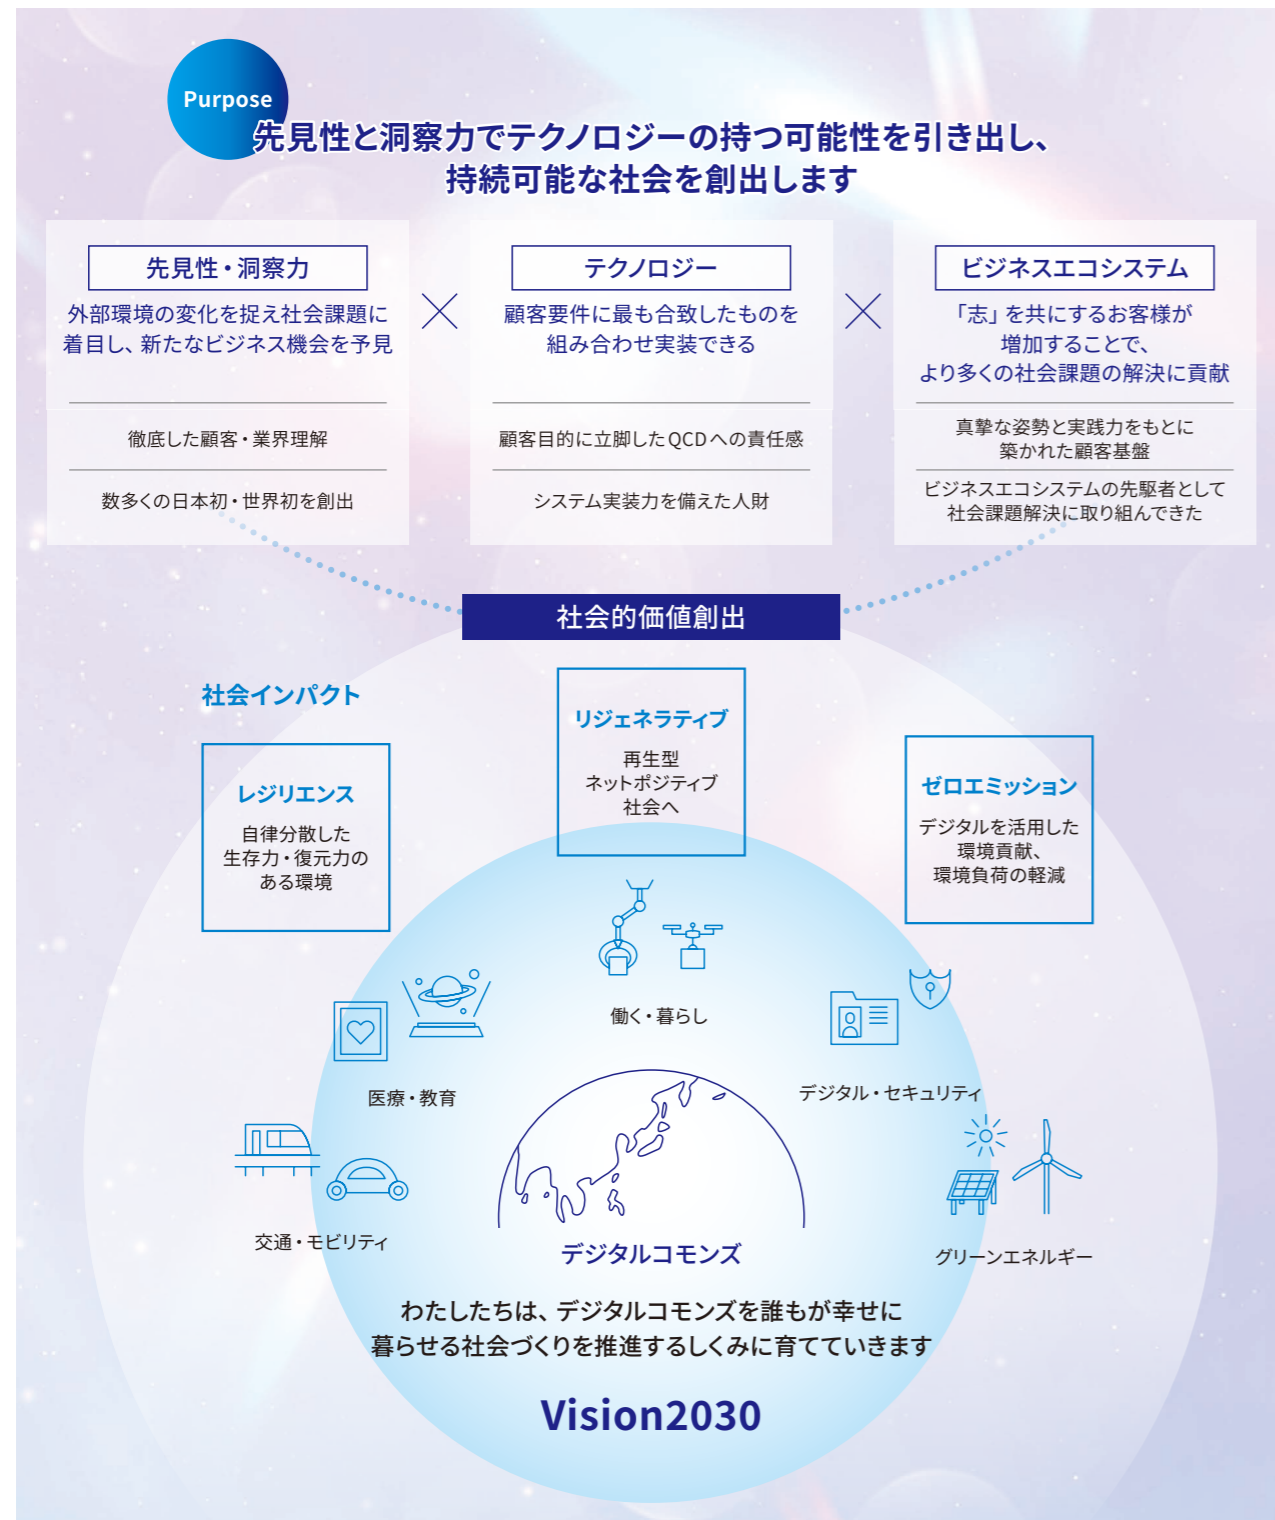 Purpose
先見性と洞察力でテクノロジーの持つ可能性を引き出し、
持続可能な社会を創出します
先見性・洞察力
外部環境の変化を捉え社会課題に
着目し、新たなビジネス機会を予見
徹底した顧客・業界理解
数多くの日本初・世界初を創出
テクノロジー
顧客要件に最も合致したものを
組み合わせ実装できる
顧客目的に立脚したQCDへの責任感
システム実装力を備えた人財
ビジネスエコシステム
「志」を共にするお客様が
増加することで、
より多くの社会課題の解決に貢献
真摯な姿勢と実践力をもとに
築かれた顧客基盤
ビジネスエコシステムの先駆者として
社会課題解決に取り組んできた
社会的価値創出
社会インパクト
レジリエンス
自律分散した
生存力・復元力の
ある環境
リジェネラティブ
再生型
ネットポジティブ
社会へ
ゼロエミッション
デジタルを活用した
環境貢献、
環境負荷の軽減
働く・暮らし
医療・教育
デジタル・セキュリティ
交通・モビリティ
グリーンエネルギー
デジタルコモンズ
わたしたちは、デジタルコモンズを誰もが幸せに
暮らせる社会づくりを推進するしくみに育てていきます
Vision2030